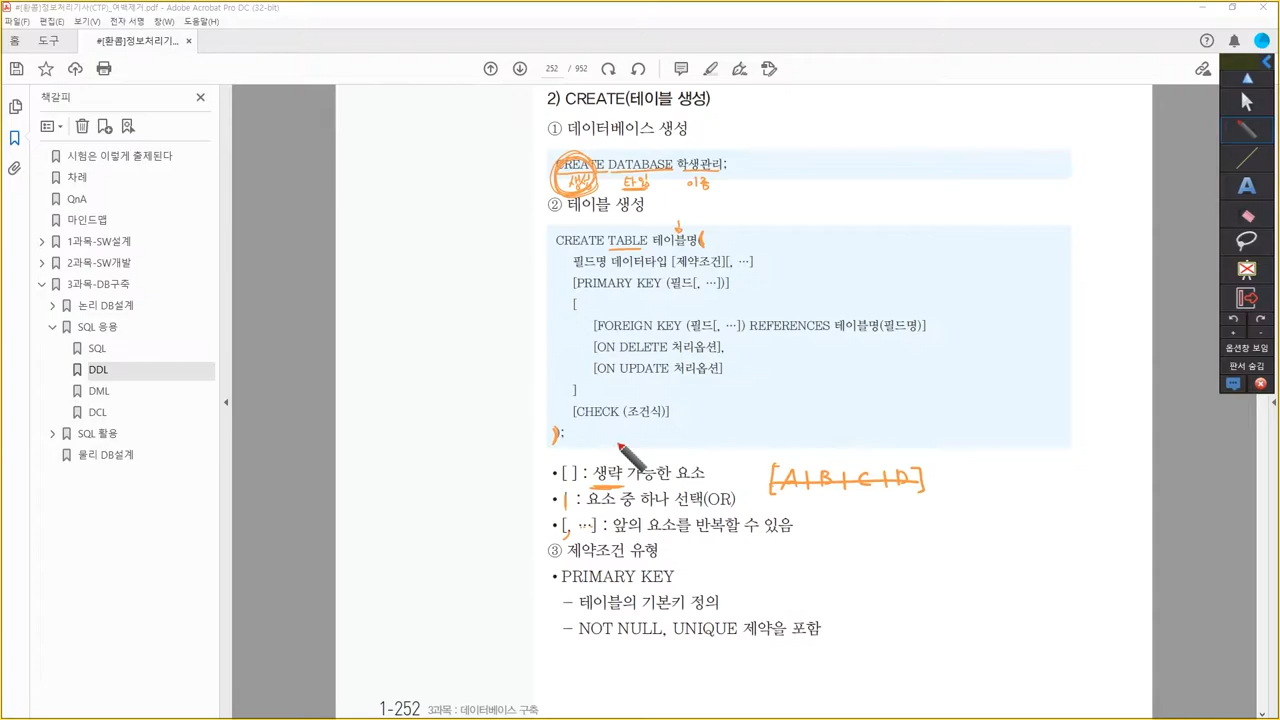 #[환콤]정보처리기사(CTP)_여백제거.pdf - Adobe Acrobat Pro DC (32-bit)
파일(F) 편집(E) 보기(V) 전자 서명 창(W) 도움말(H)
홈 도구 #[환콤]정보처리기... ×
252 / 952
책갈피
시험은 이렇게 출제된다
차례
QnA
마인드맵
1과목-SW설계
2과목-SW개발
3과목-DB구축
논리 DB설계
SQL 응용
SQL
DDL
DML
DCL
SQL 활용
물리 DB설계
2) CREATE(테이블 생성)
① 데이터베이스 생성
CREATE DATABASE 학생관리;
생성 타입 이름
② 테이블 생성
CREATE TABLE 테이블명(
필드명 데이터타입 [제약조건][, …]
[PRIMARY KEY (필드[, …])]
[
[FOREIGN KEY (필드[, …]) REFERENCES 테이블명(필드명)]
[ON DELETE 처리옵션],
[ON UPDATE 처리옵션]
]
[CHECK (조건식)]
);
• [ ] : 생략 가능한 요소
[A|B|C|D]
• | : 요소 중 하나 선택(OR)
• [, …] : 앞의 요소를 반복할 수 있음
③ 제약조건 유형
• PRIMARY KEY
− 테이블의 기본키 정의
− NOT NULL, UNIQUE 제약을 포함
1-252 3과목 : 데이터베이스 구축
옵션창 보임
판서 숨김